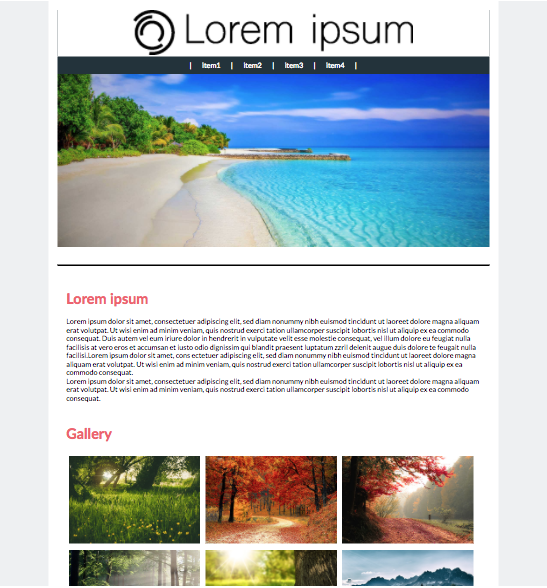 Lorem ipsum
| Item1 | Item2 | Item3 | Item4 |
Lorem ipsum
Lorem ipsum dolor sit amet, consectetuer adipiscing elit, sed diam nonummy nibh euismod tincidunt ut laoreet dolore magna aliquam
erat volutpat. Ut wisi enim ad minim veniam, quis nostrud exerci tation ullamcorper suscipit lobortis nisl ut aliquip ex ea commodo
consequat. Duis autem vel eum iriure dolor in hendrerit in vulputate velit esse molestie consequat, vel illum dolore eu feugiat nulla
facilisis at vero eros et accumsan et iusto odio dignissim qui blandit praesent luptatum zzril delenit augue duis dolore te feugait nulla
facilisi.Lorem ipsum dolor sit amet, cons ectetuer adipiscing elit, sed diam nonummy nibh euismod tincidunt ut laoreet dolore magna
aliquam erat volutpat. Ut wisi enim ad minim veniam, quis nostrud exerci tation ullamcorper suscipit lobortis nisl ut aliquip ex ea
commodo consequat.
Lorem ipsum dolor sit amet, consectetuer adipiscing elit, sed diam nonummy nibh euismod tincidunt ut laoreet dolore magna aliquam
erat volutpat. Ut wisi enim ad minim veniam, quis nostrud exerci tation ullamcorper suscipit lobortis nisl ut aliquip ex ea commodo
consequat.
Gallery